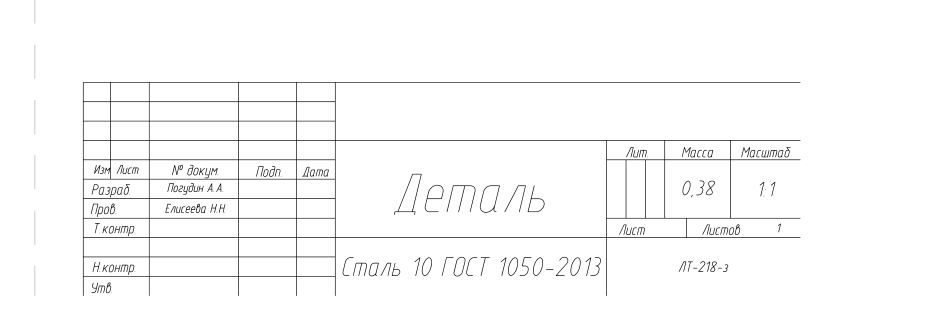 Лит. Масса Масштаб
Изм Лист № докум. Подп. Дата
Разраб. Погудин А.А. Деталь 0,38 1:1
Пров. Елисеева Н.Н.
Т.контр. Лист Листов 1
Н.контр. Сталь 10 ГОСТ 1050-2013 ЛТ-218-з
Утв.